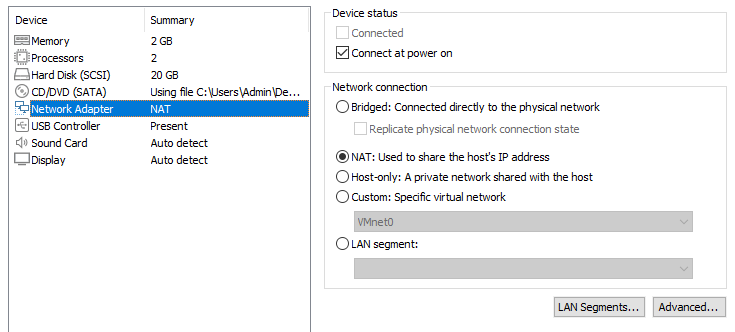 Device Summary
Memory 2 GB
Processors 2
Hard Disk (SCSI) 20 GB
CD/DVD (SATA) Using file C:\Users\Admin\De...
Network Adapter NAT
USB Controller Present
Sound Card Auto detect
Display Auto detect
Device status
Connected
Connect at power on
Network connection
Bridged: Connected directly to the physical network
Replicate physical network connection state
NAT: Used to share the host's IP address
Host-only: A private network shared with the host
Custom: Specific virtual network
VMnet0
LAN segment:
LAN Segments... Advanced...